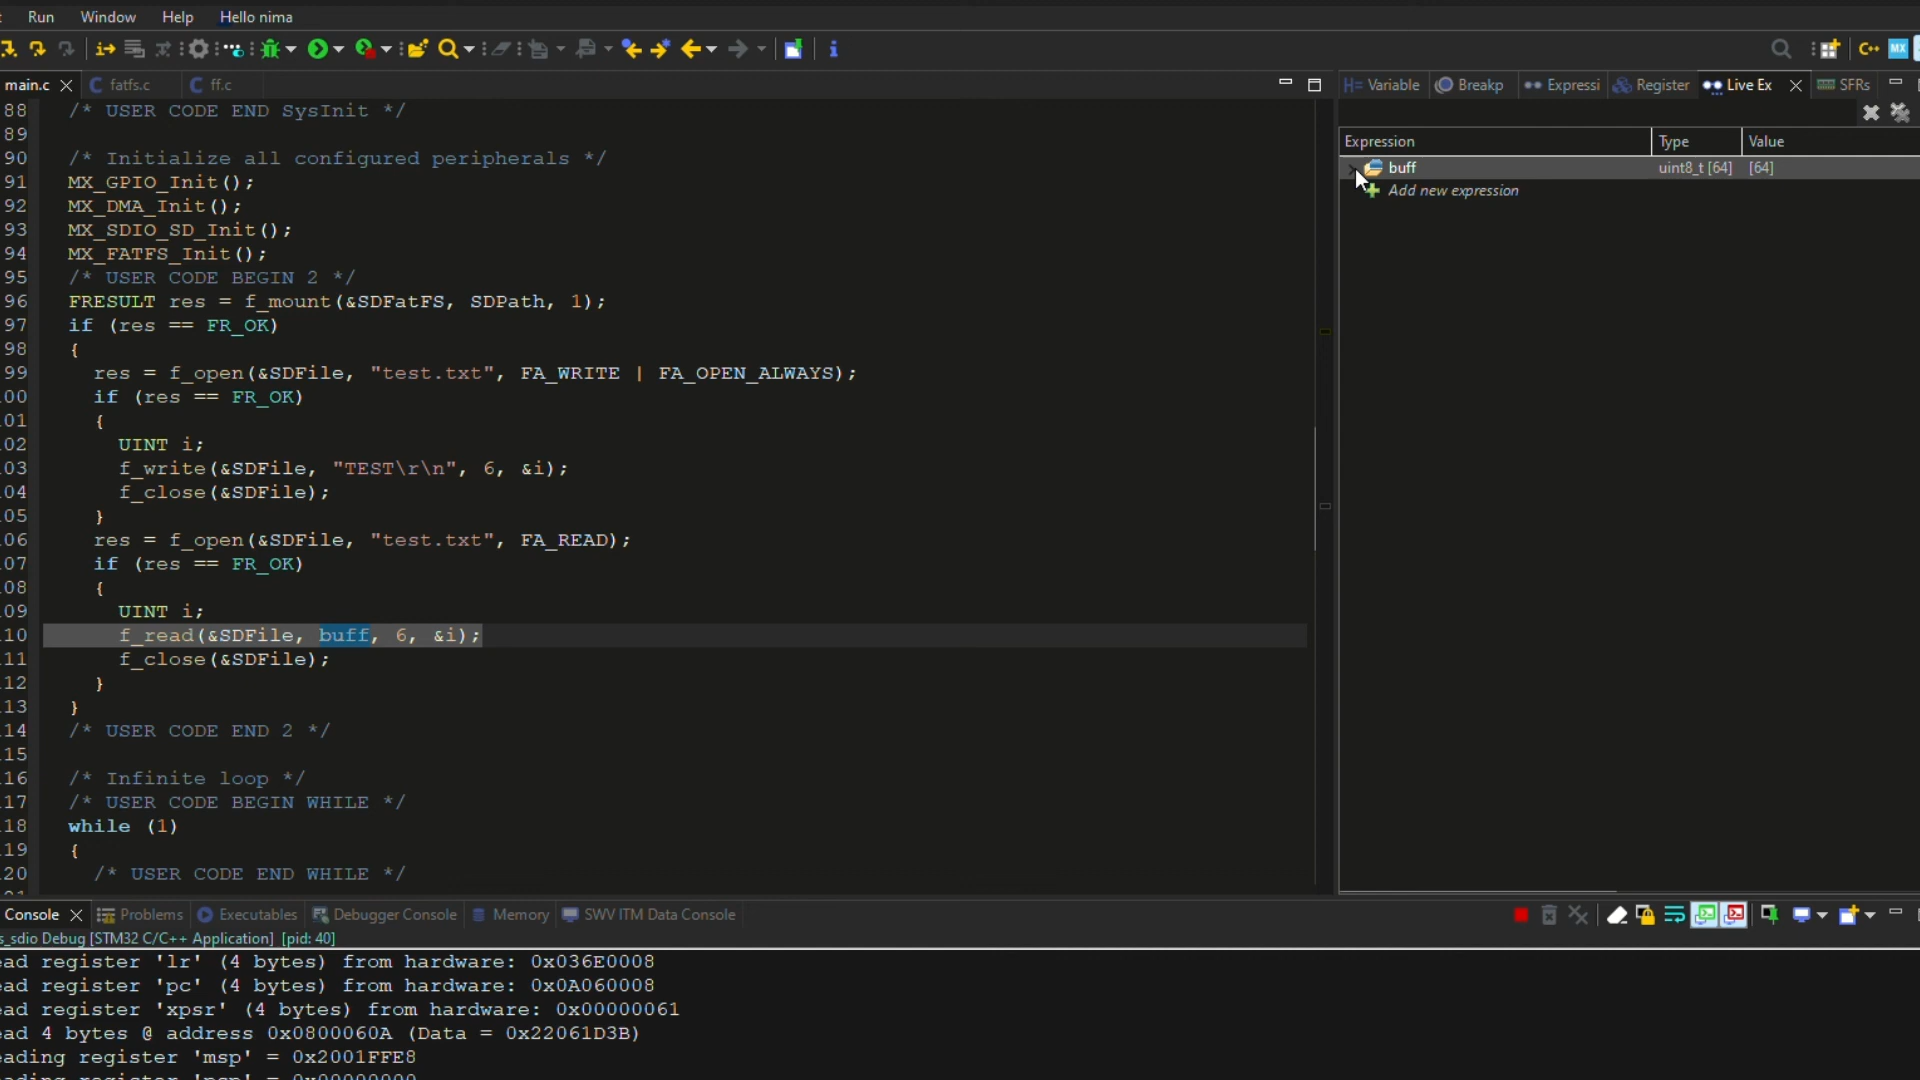 Run Window Help Hello nima
main.c fatfs.c ff.c
Variable Breakp Expressi Register Live Ex SFRs
Expression Type Value
buff uint8_t [64] [64]
Add new expression
88 /* USER CODE END SysInit */
89
90 /* Initialize all configured peripherals */
91 MX_GPIO_Init();
92 MX_DMA_Init();
93 MX_SDIO_SD_Init();
94 MX_FATFS_Init();
95 /* USER CODE BEGIN 2 */
96 FRESULT res = f_mount(&SDFatFS, SDPath, 1);
97 if (res == FR_OK)
98 {
99 res = f_open(&SDFile, "test.txt", FA_WRITE | FA_OPEN_ALWAYS);
00 if (res == FR_OK)
01 {
02 UINT i;
03 f_write(&SDFile, "TEST\r\n", 6, &i);
04 f_close(&SDFile);
05 }
06 res = f_open(&SDFile, "test.txt", FA_READ);
07 if (res == FR_OK)
08 {
09 UINT i;
10 f_read(&SDFile, buff, 6, &i);
11 f_close(&SDFile);
12 }
13 }
14 /* USER CODE END 2 */
15
16 /* Infinite loop */
17 /* USER CODE BEGIN WHILE */
18 while (1)
19 {
20 /* USER CODE END WHILE */
Console Problems Executables Debugger Console Memory SWV ITM Data Console
s_sdio Debug [STM32 C/C++ Application] [pid: 40]
ead register 'lr' (4 bytes) from hardware: 0x036E0008
ead register 'pc' (4 bytes) from hardware: 0x0A060008
ead register 'xpsr' (4 bytes) from hardware: 0x00000061
ead 4 bytes @ address 0x0800060A (Data = 0x22061D3B)
eading register 'msp' = 0x2001FFE8